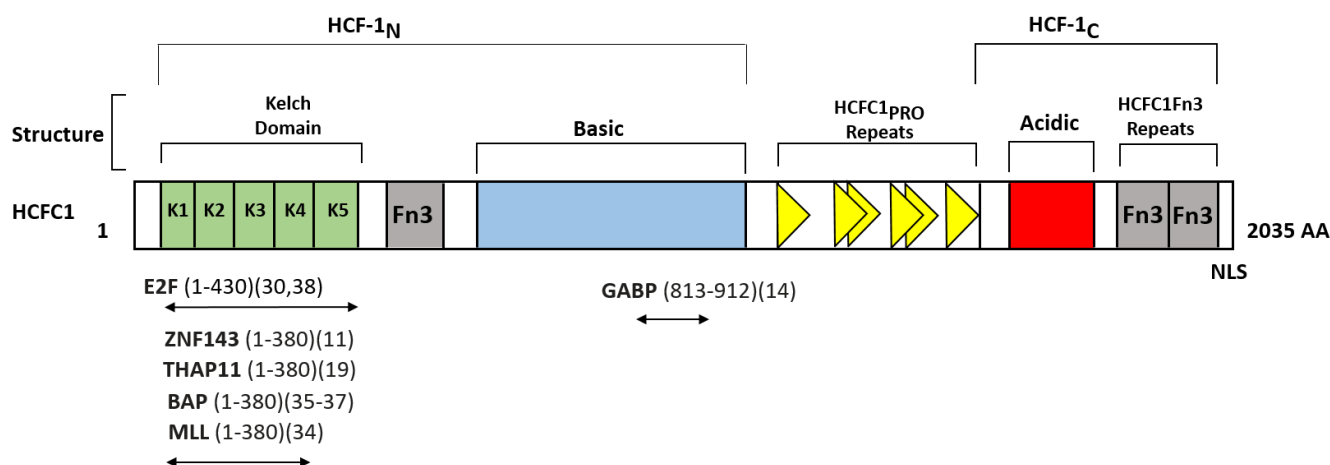 HCF-1N
HCF-1C
Structure
Kelch
Domain
Basic
HCFC1PRO
Repeats
Acidic
HCFC1Fn3
Repeats
HCFC1
1
K1 K2 K3 K4 K5
Fn3
Fn3 Fn3
2035 AA
NLS
E2F (1-430)(30,38)
GABP (813-912)(14)
ZNF143 (1-380)(11)
THAP11 (1-380)(19)
BAP (1-380)(35-37)
MLL (1-380)(34)